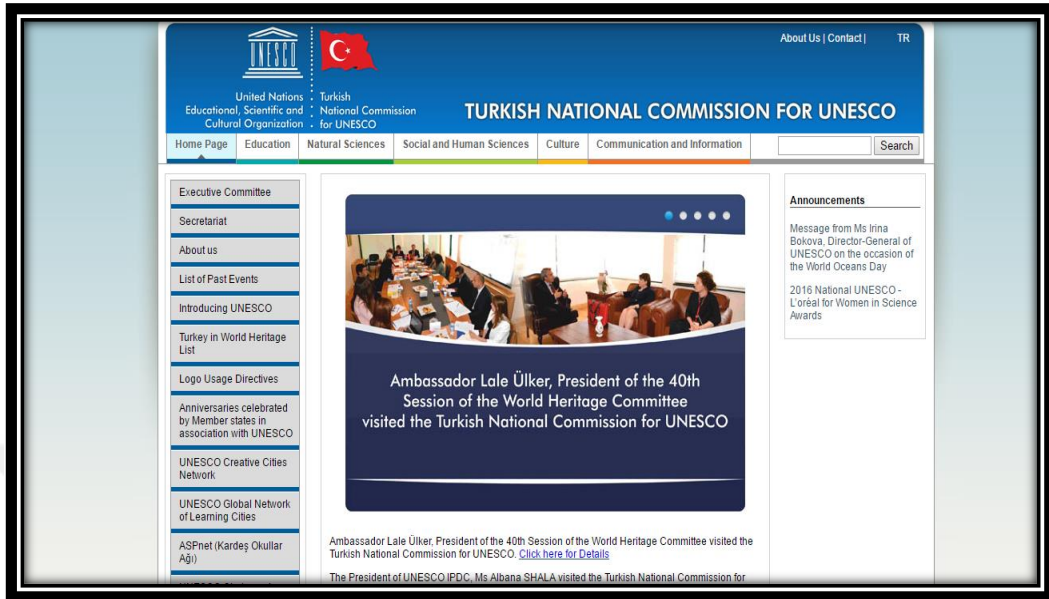 About Us | Contact |
TR
UNESCO
United Nations
Educational, Scientific and
Cultural Organization
Turkish
National Commission
for UNESCO
TURKISH NATIONAL COMMISSION FOR UNESCO
Home Page
Education
Natural Sciences
Social and Human Sciences
Culture
Communication and Information
Search
Executive Committee
Secretariat
About us
List of Past Events
Introducing UNESCO
Turkey in World Heritage
List
Logo Usage Directives
Anniversaries celebrated
by Member states in
association with UNESCO
UNESCO Creative Cities
Network
UNESCO Global Network
of Learning Cities
ASPnet (Kardeş Okullar
Ağı)
Ambassador Lale Ülker, President of the 40th
Session of the World Heritage Committee
visited the Turkish National Commission for UNESCO
Ambassador Lale Ülker, President of the 40th Session of the World Heritage Committee visited the
Turkish National Commission for UNESCO. Click here for Details
The President of UNESCO IPDC, Ms Albana SHALA visited the Turkish National Commission for
Announcements
Message from Ms Irina
Bokova, Director-General of
UNESCO on the occasion of
the World Oceans Day
2016 National UNESCO -
L'orèal for Women in Science
Awards